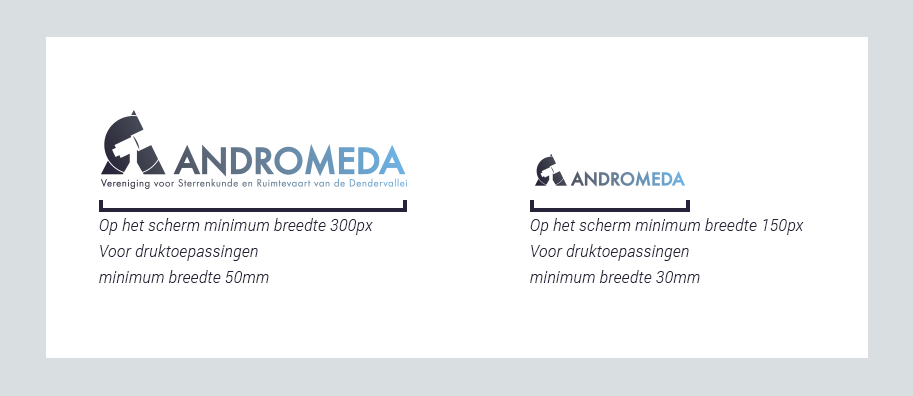 ANDROMEDA
Vereniging voor Sterrenkunde en Ruimtevaart van de Dendervallei
Op het scherm minimum breedte 300px
Voor druktoepassingen
minimum breedte 50mm
ANDROMEDA
Op het scherm minimum breedte 150px
Voor druktoepassingen
minimum breedte 30mm